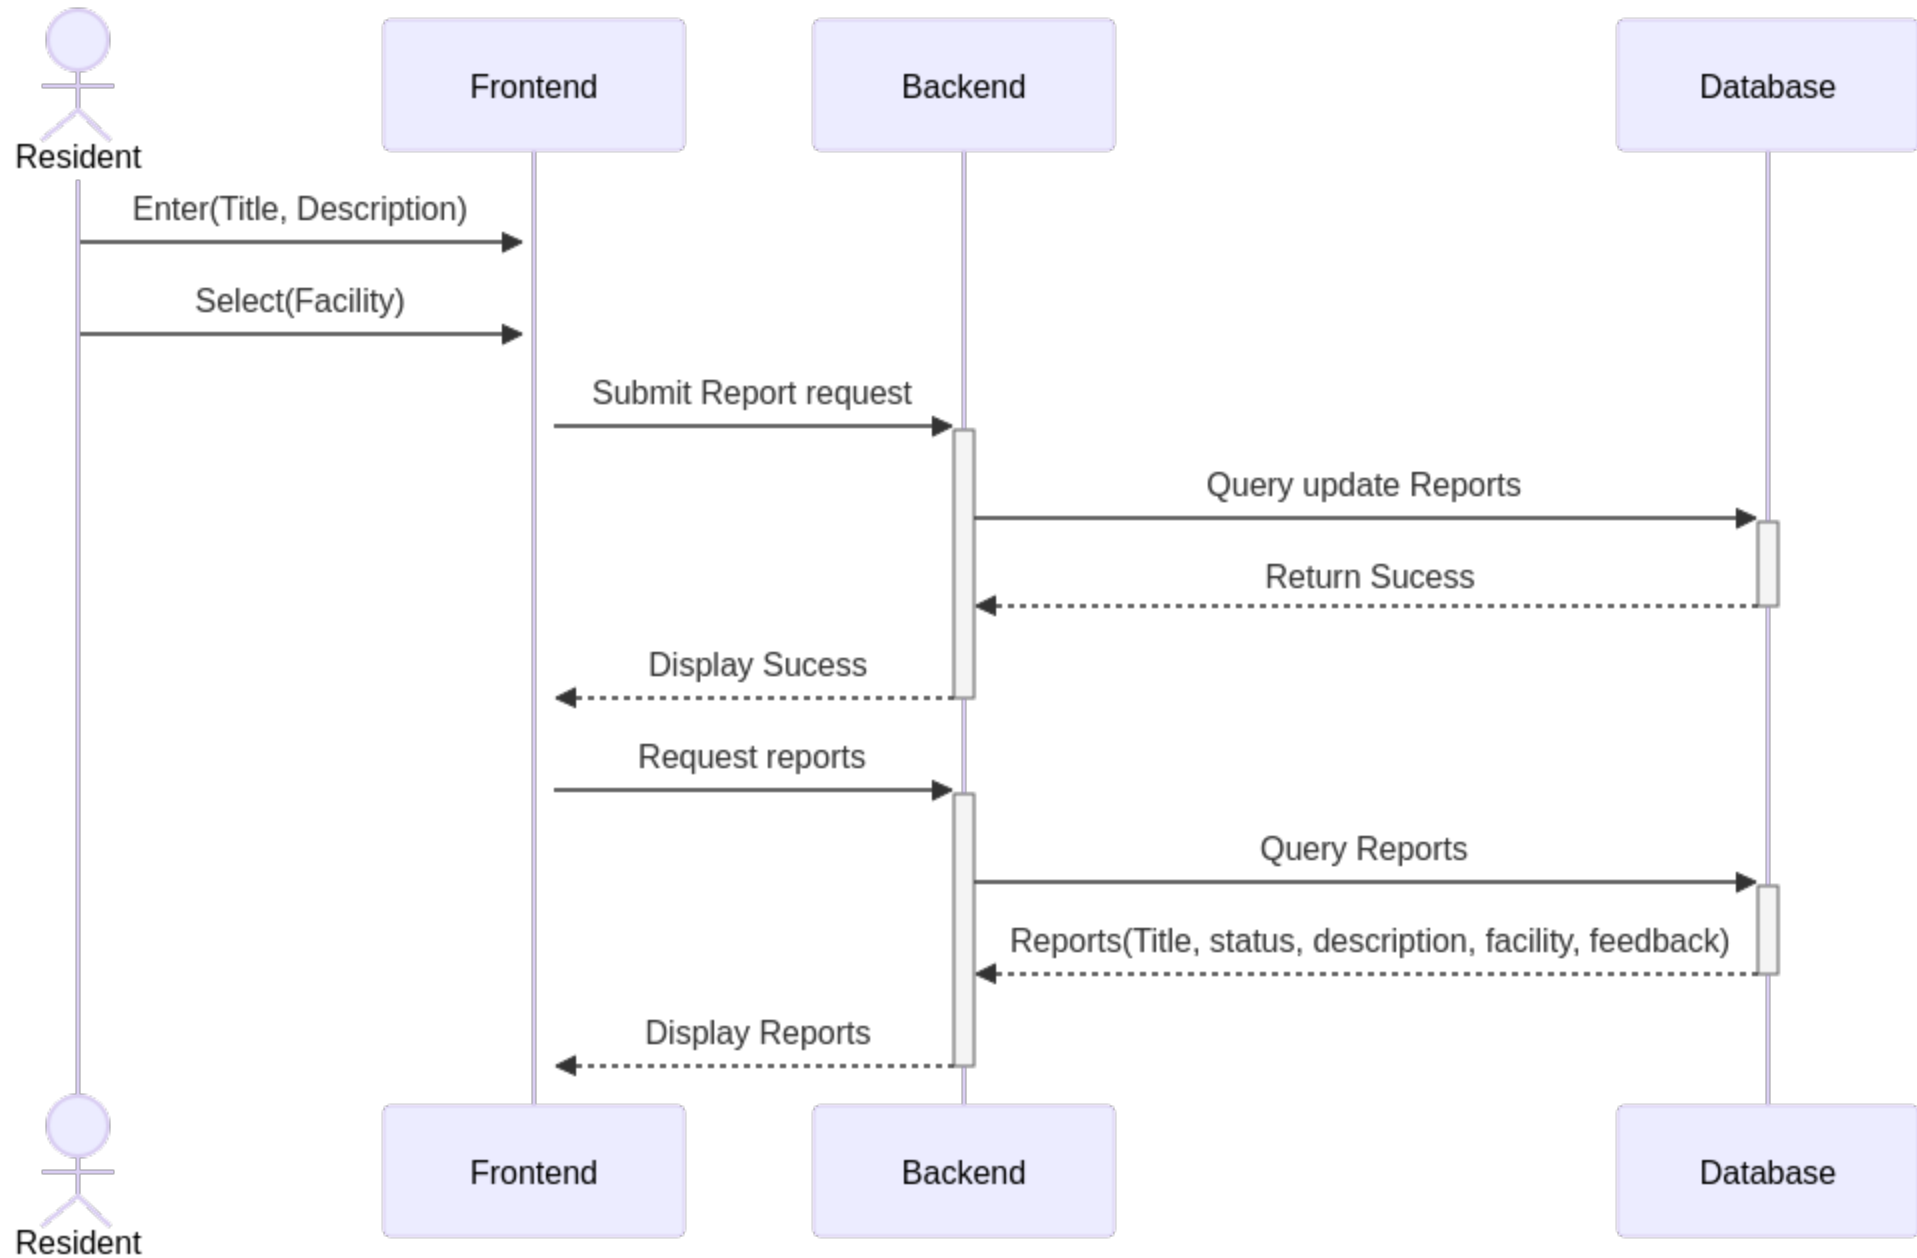 Frontend
Backend
Database
Resident
Enter(Title, Description)
Select(Facility)
Submit Report request
Query update Reports
Return Sucess
Display Sucess
Request reports
Query Reports
Reports(Title, status, description, facility, feedback)
Display Reports
Frontend
Backend
Database
Resident